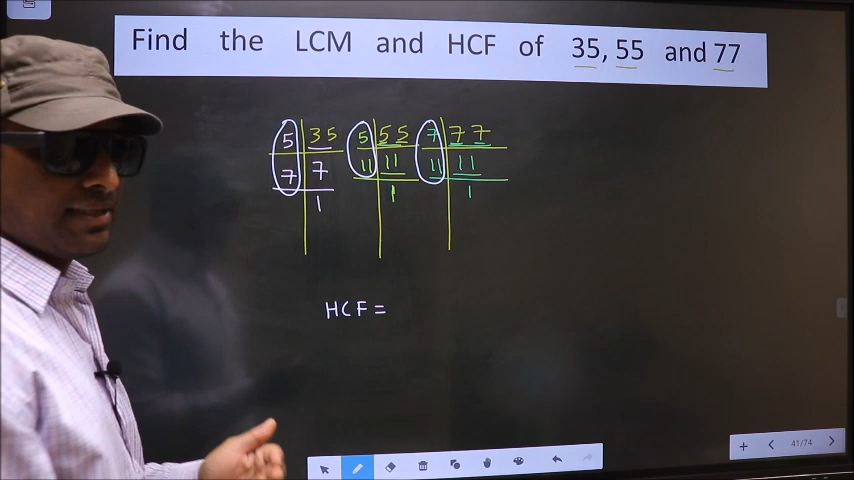 Find the LCM and HCF of 35, 55 and 77
5 35 5 55 7 77
7 7 11 11 11 11
1 1 1
HCF =
41/74